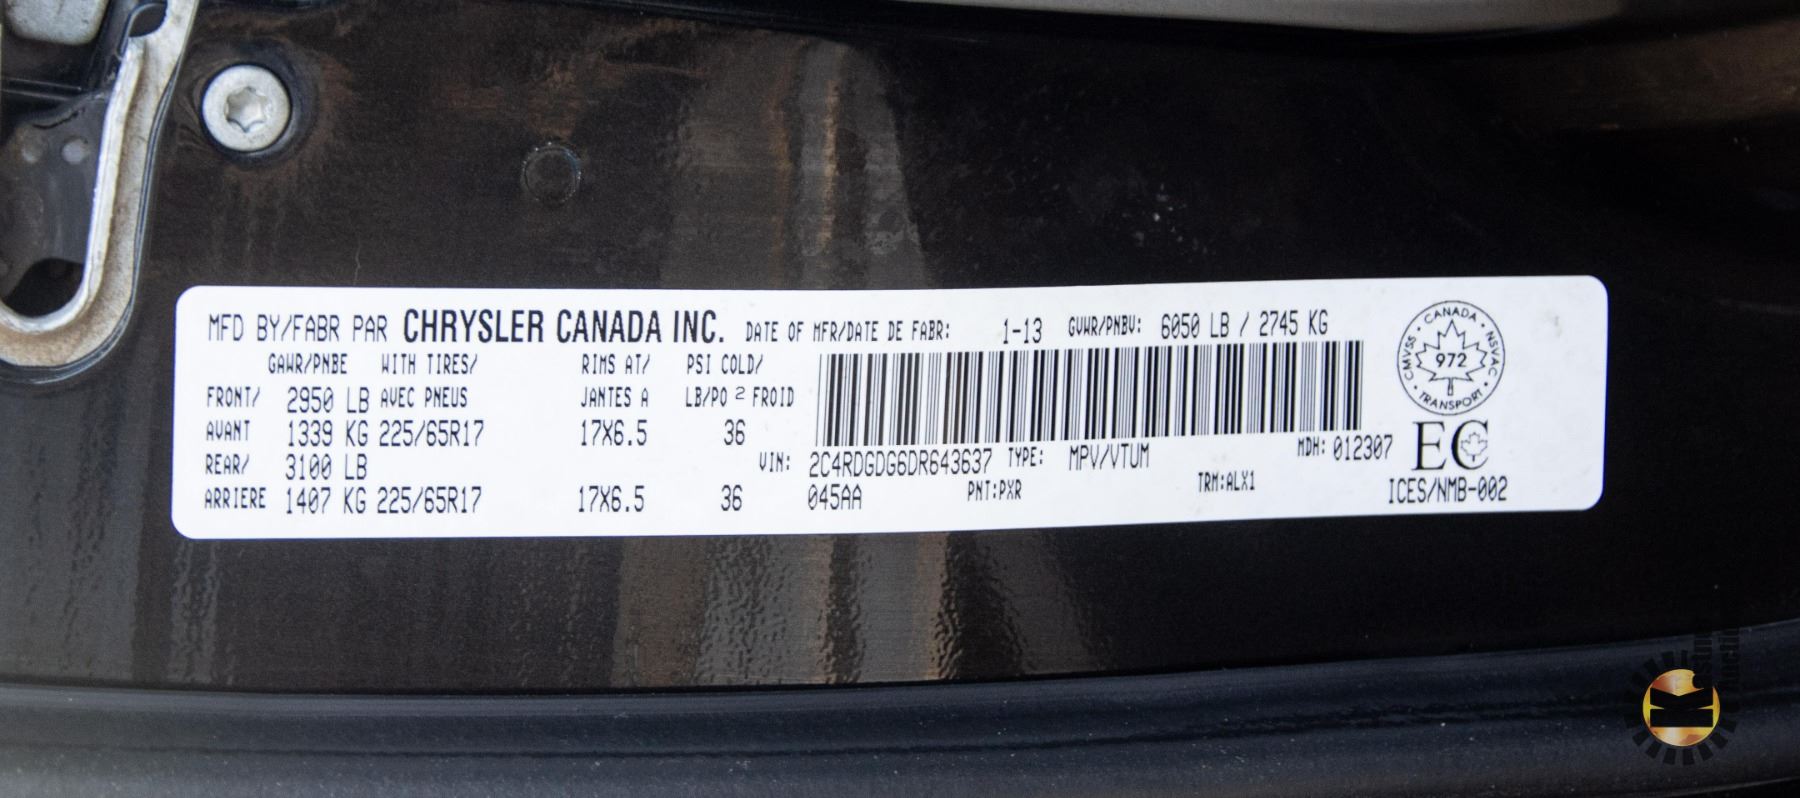 MFD BY/FABR PAR CHRYSLER CANADA INC. DATE OF MFR/DATE DE FABR: 1-13 GVWR/PNBV: 6050 LB / 2745 KG
GAWR/PNBE WITH TIRES/ RIMS AT/ PSI COLD/
FRONT/ 2950 LB AVEC PNEUS JANTES A LB/PO 2 FROID
AVANT 1339 KG 225/65R17 17X6.5 36
REAR/ 3100 LB VIN: 2C4RDGDG6DR643637 TYPE: MPV/VTUM MDH: 012307
ARRIERE 1407 KG 225/65R17 17X6.5 36 045AA PNT:PXR TRM:ALX1 ICES/NMB-002
CANADA
CMVSS 972 NSVAC
TRANSPORT
EC